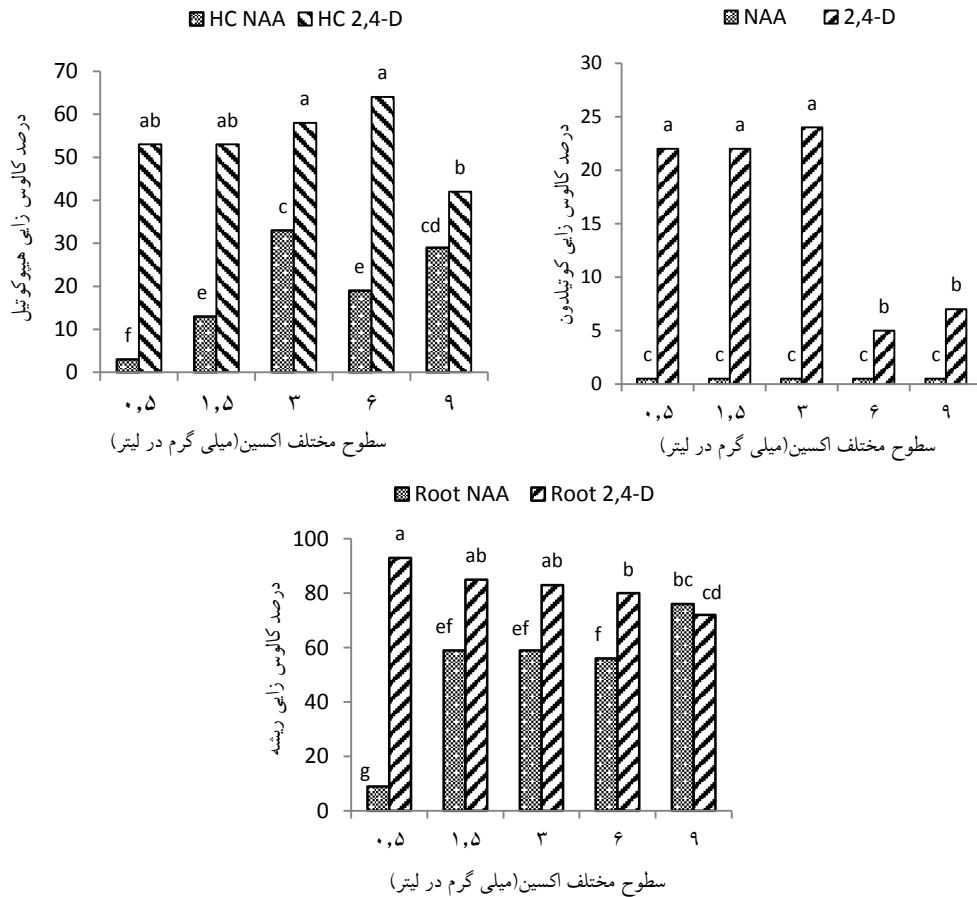 HC NAA HC 2,4-D
درصد کالوس زایی هیپوکوتیل
70
60
50
40
30
20
10
0
ab ab a a b
f e c e cd
۰,۵ ۱,۵ ۳ ۶ ۹
سطوح مختلف اکسین(میلی گرم در لیتر)
NAA 2,4-D
درصد کالوس زایی کوتیلدون
30
25
20
15
10
5
0
a a a b b
c c c c c
۰,۵ ۱,۵ ۳ ۶ ۹
سطوح مختلف اکسین(میلی گرم در لیتر)
Root NAA Root 2,4-D
درصد کالوس زایی ریشه
100
80
60
40
20
0
a ab ab b cd
g ef ef f bc
۰,۵ ۱,۵ ۳ ۶ ۹
سطوح مختلف اکسین(میلی گرم در لیتر)